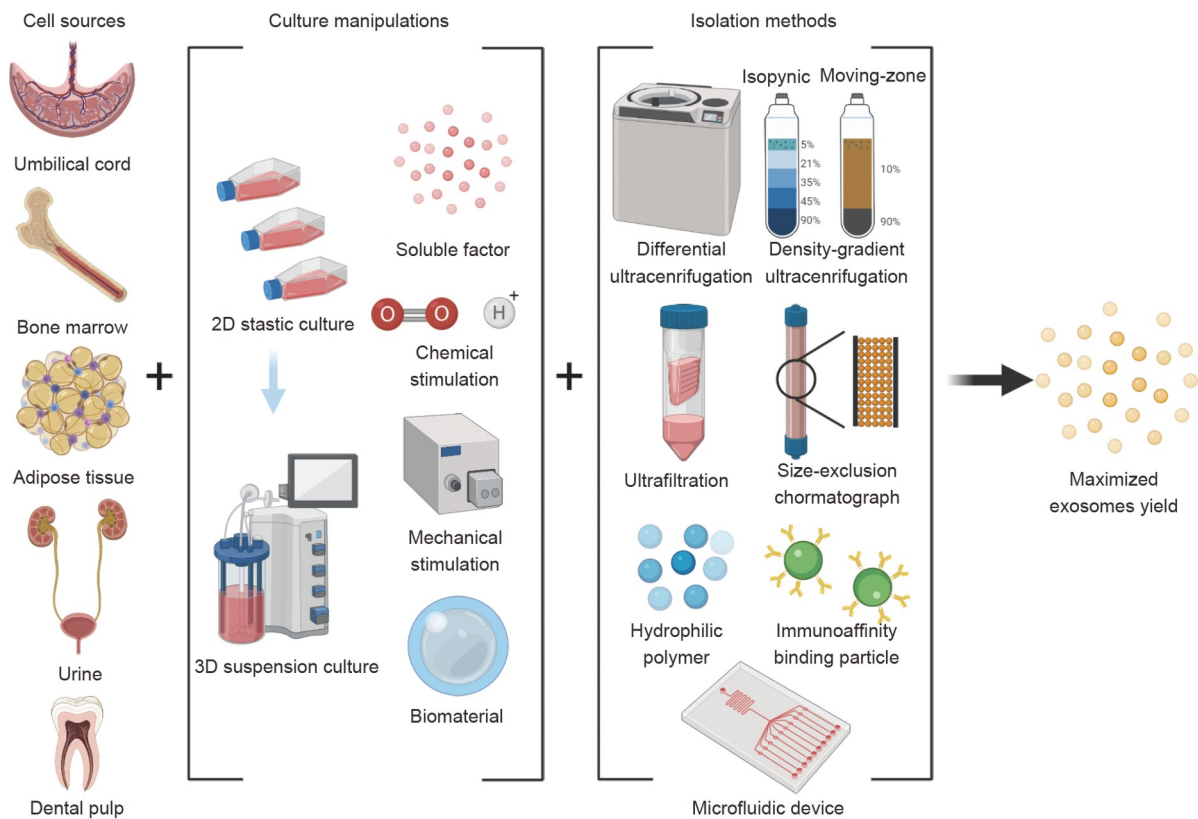 Cell sources
Umbilical cord
Bone marrow
Adipose tissue
Urine
Dental pulp
+
Culture manipulations
2D stastic culture
3D suspension culture
Soluble factor
O O H+
Chemical
stimulation
Mechanical
stimulation
Biomaterial
+
Isolation methods
Differential
ultracenrifugation
Isopynic
5%
21%
35%
45%
90%
Moving-zone
10%
90%
Density-gradient
ultracenrifugation
Ultrafiltration
Size-exclusion
chormatograph
Hydrophilic
polymer
Immunoaffinity
binding particle
Microfluidic device
Maximized
exosomes yield